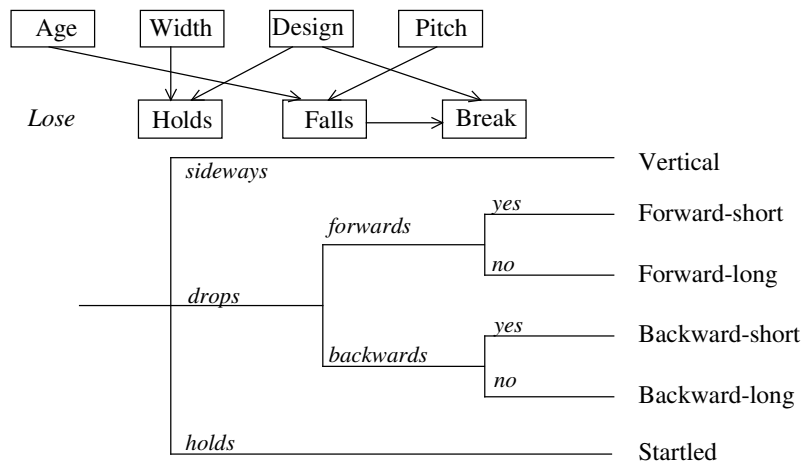 Age Width Design Pitch
Lose Holds Falls Break
sideways Vertical
yes Forward-short
forwards
no Forward-long
drops
yes Backward-short
backwards
no Backward-long
holds Startled